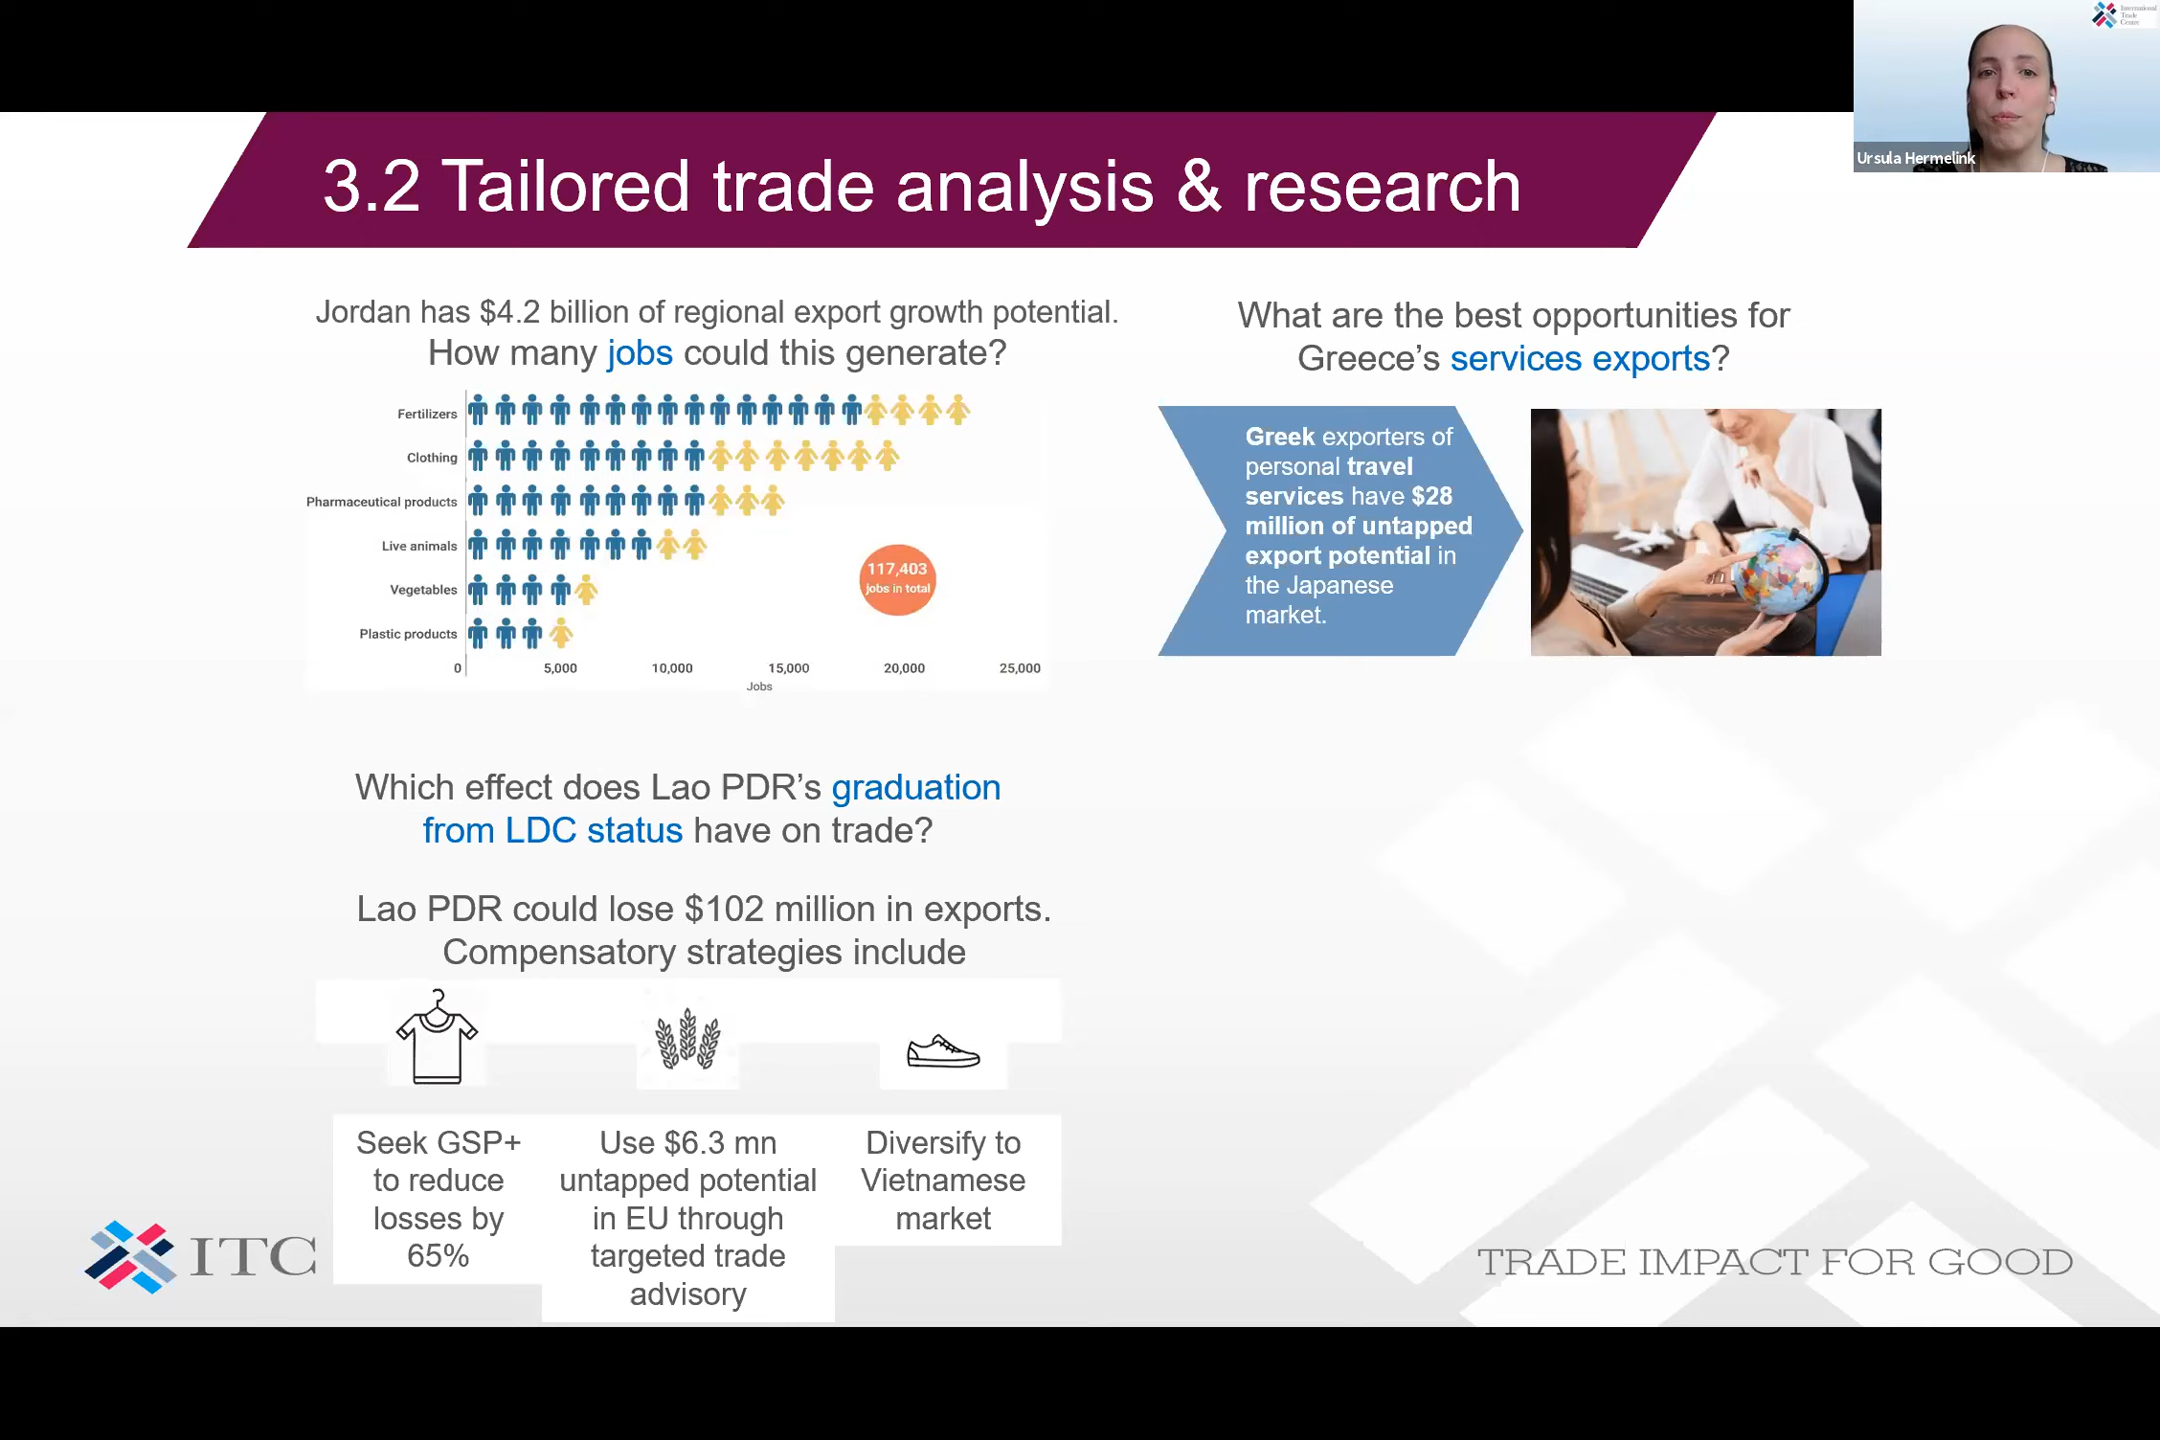 International
Trade
Centre
Ursula Hermelink
3.2 Tailored trade analysis & research
Jordan has $4.2 billion of regional export growth potential.
How many jobs could this generate?
Fertilizers
Clothing
Pharmaceutical products
Live animals
Vegetables
Plastic products
117,403
jobs in total
0 5,000 10,000 15,000 20,000 25,000
Jobs
What are the best opportunities for
Greece’s services exports?
Greek exporters of
personal travel
services have $28
million of untapped
export potential in
the Japanese
market.
Which effect does Lao PDR’s graduation
from LDC status have on trade?
Lao PDR could lose $102 million in exports.
Compensatory strategies include
Seek GSP+
to reduce
losses by
65%
Use $6.3 mn
untapped potential
in EU through
targeted trade
advisory
Diversify to
Vietnamese
market
ITC
TRADE IMPACT FOR GOOD